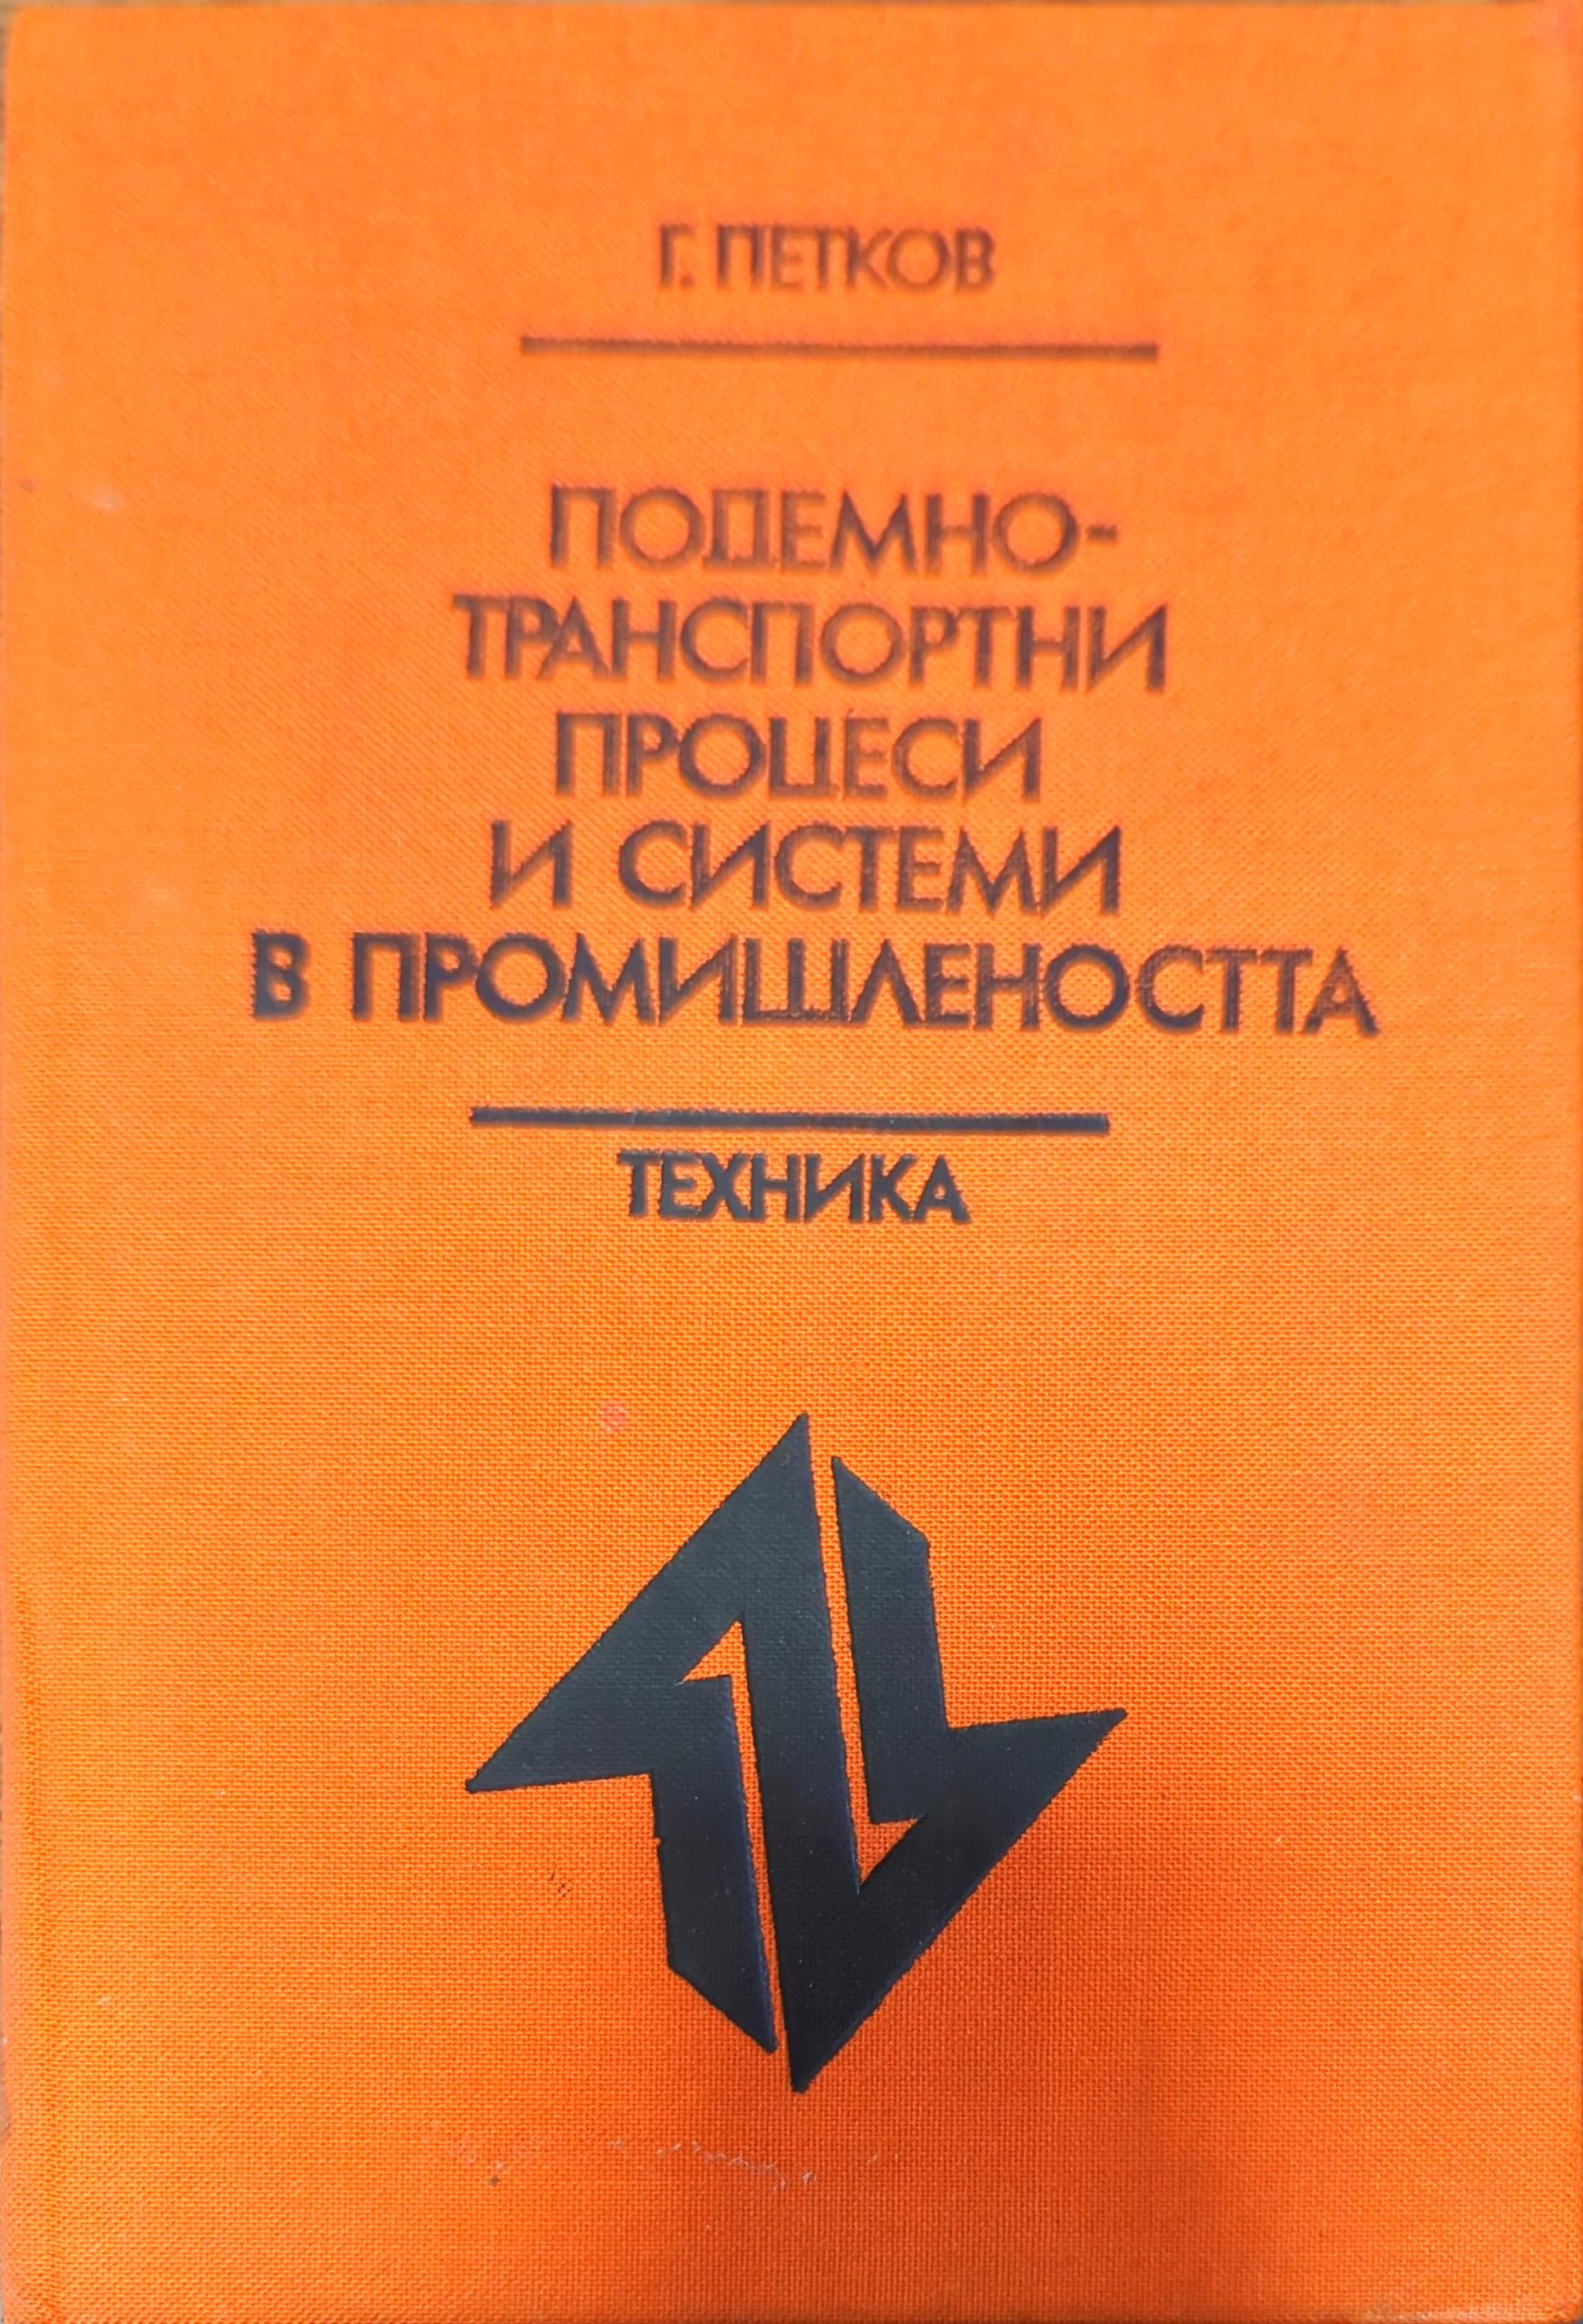 Г. ПЕТКОВ
ПОДЕМНО-
ТРАНСПОРТНИ
ПРОЦЕСИ
И СИСТЕМИ
В ПРОМИШЛЕНОСТТА
ТЕХНИКА